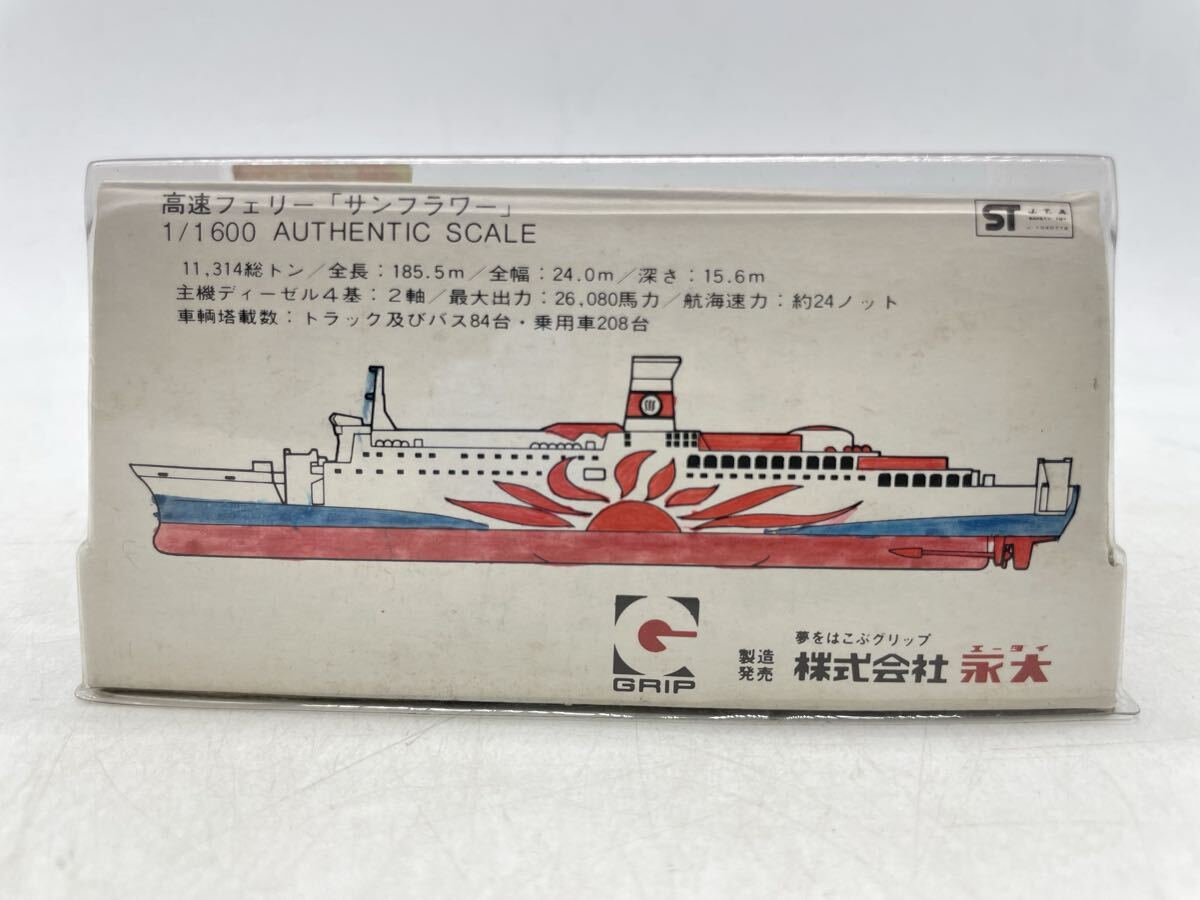 高速フェリー「サンフラワー」
1/1600 AUTHENTIC SCALE
ST
J.T.A
11,314総トン/全長：185.5m/全幅：24.0m/深さ：15.6m
主機ディーゼル4基：2軸/最大出力：26,080馬力/航海速力：約24ノット
車輌塔載数：トラック及びバス84台・乗用車208台
GRIP
夢をはこぶグリップ
製造
発売
エータイ
株式会社 永大